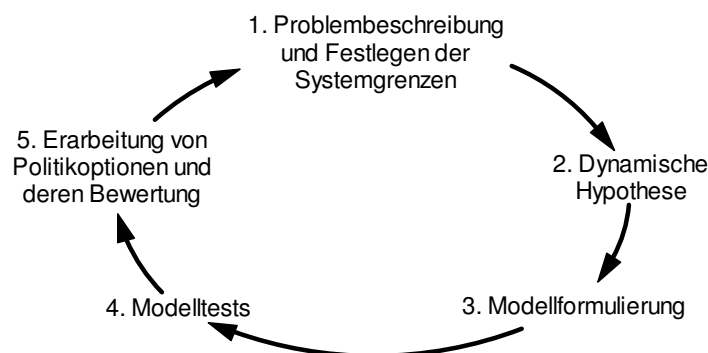 1. Problembeschreibung
und Festlegen der
Systemgrenzen
2. Dynamische
Hypothese
3. Modellformulierung
4. Modelltests
5. Erarbeitung von
Politikoptionen und
deren Bewertung